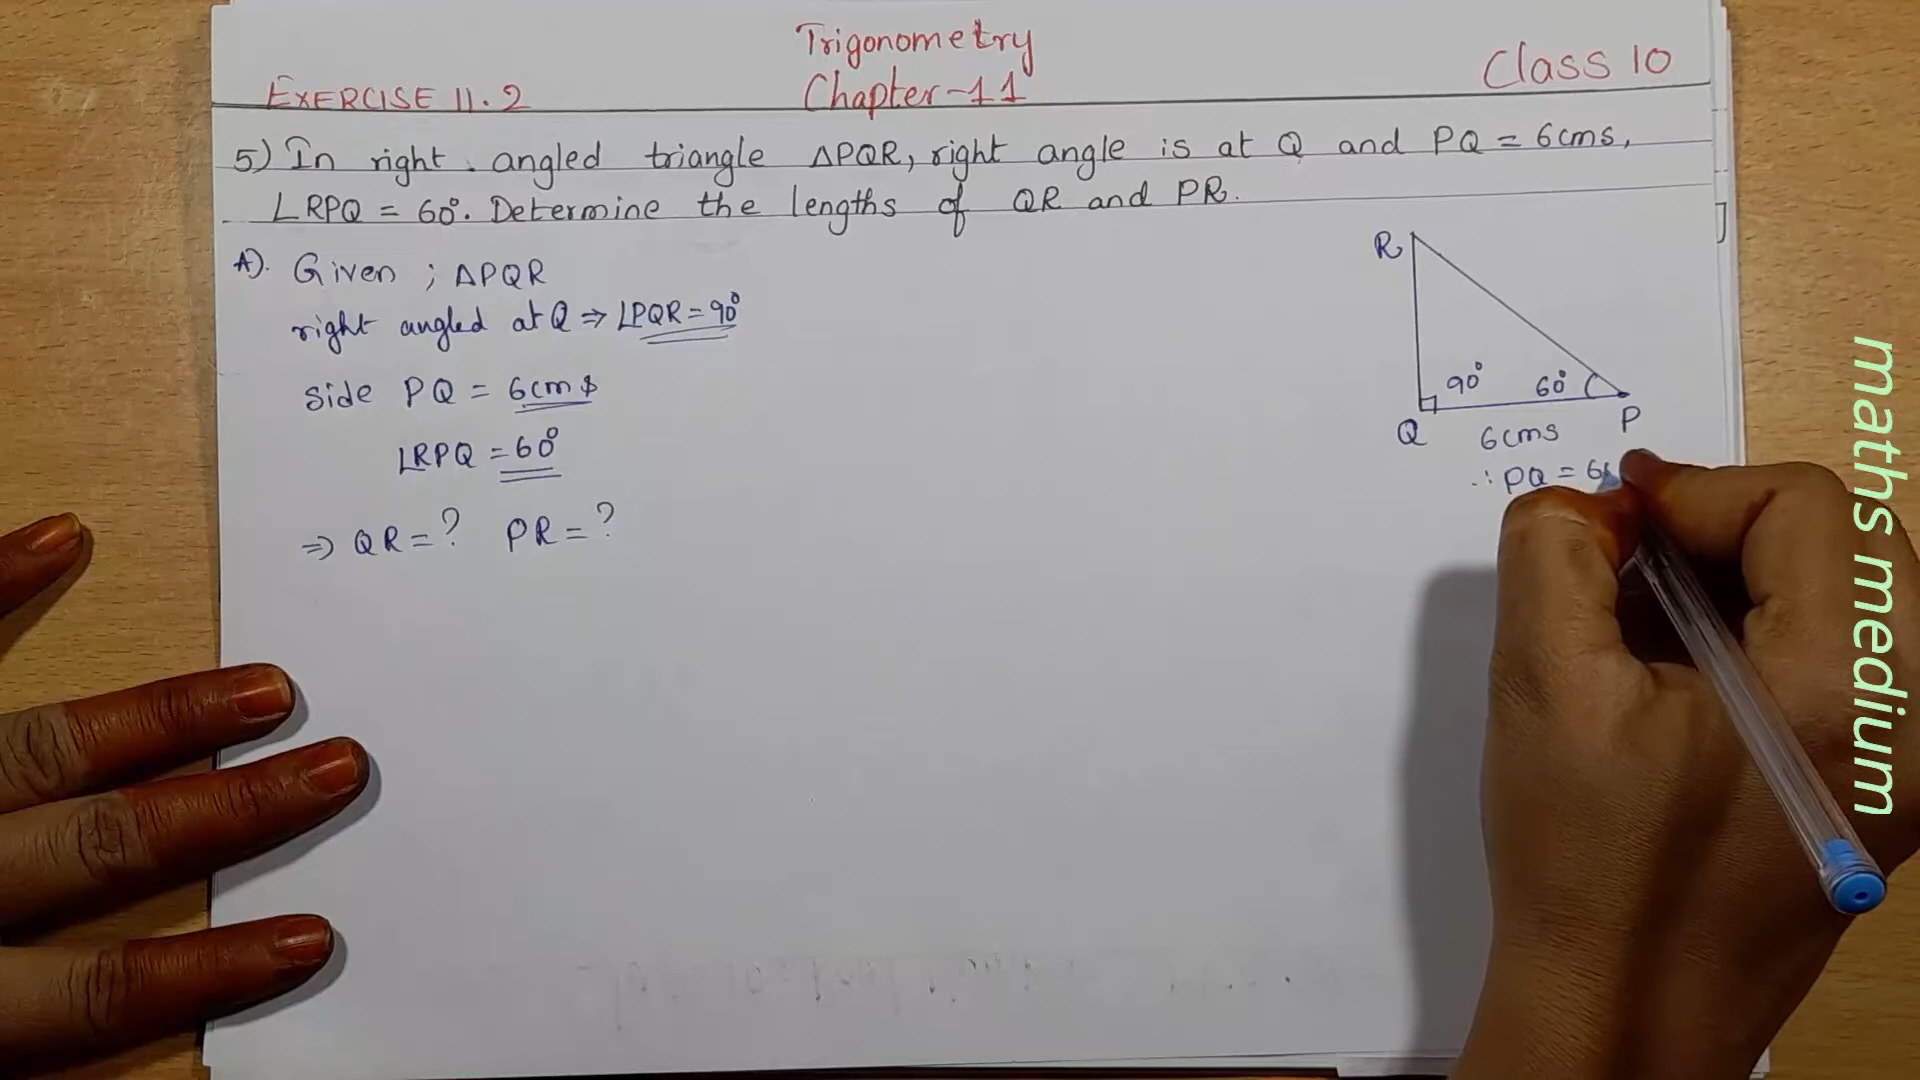 Trigonometry
EXERCISE 11.2
Chapter-11
Class 10
5) In right angled triangle ΔPQR, right angle is at Q and PQ = 6cms,
∠RPQ = 60°. Determine the lengths of QR and PR.
A). Given ; ΔPQR
right angled at Q ⇒ ∠PQR = 90°
side PQ = 6cms
∠RPQ = 60°
⇒ QR = ? PR = ?
R
90° 60°
Q 6cms P
∴ PQ = 6
maths medium